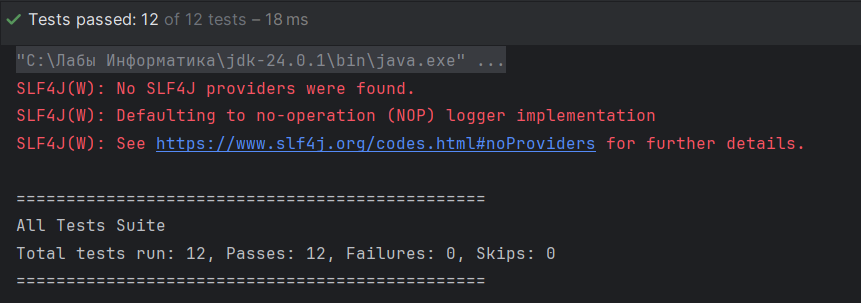 Tests passed: 12 of 12 tests – 18 ms
"C:\Лабы Информатика\jdk-24.0.1\bin\java.exe" ...
SLF4J(W): No SLF4J providers were found.
SLF4J(W): Defaulting to no-operation (NOP) logger implementation
SLF4J(W): See https://www.slf4j.org/codes.html#noProviders for further details.
===============================================
All Tests Suite
Total tests run: 12, Passes: 12, Failures: 0, Skips: 0
===============================================